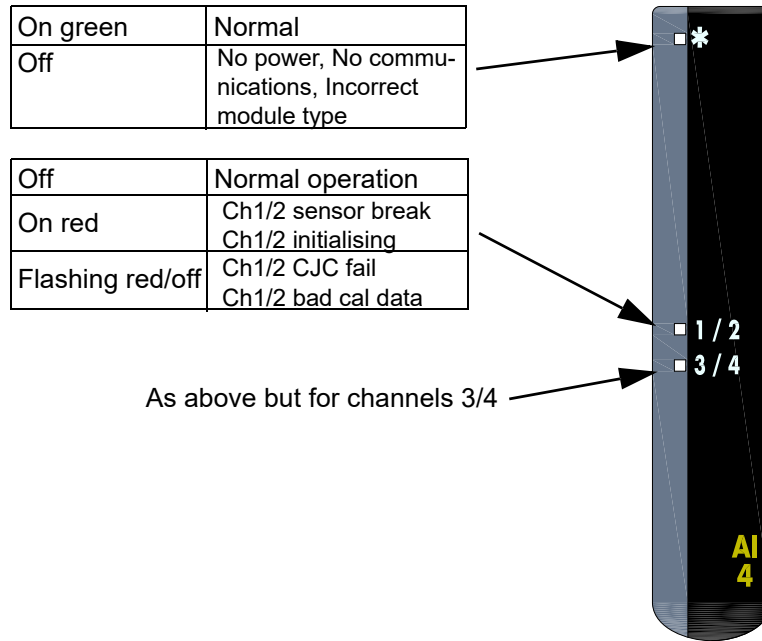 On green Normal
Off No power, No commu-
nications, Incorrect
module type
*
Off Normal operation
On red Ch1/2 sensor break
Ch1/2 initialising
Flashing red/off Ch1/2 CJC fail
Ch1/2 bad cal data
1 / 2
3 / 4
As above but for channels 3/4
AI
4